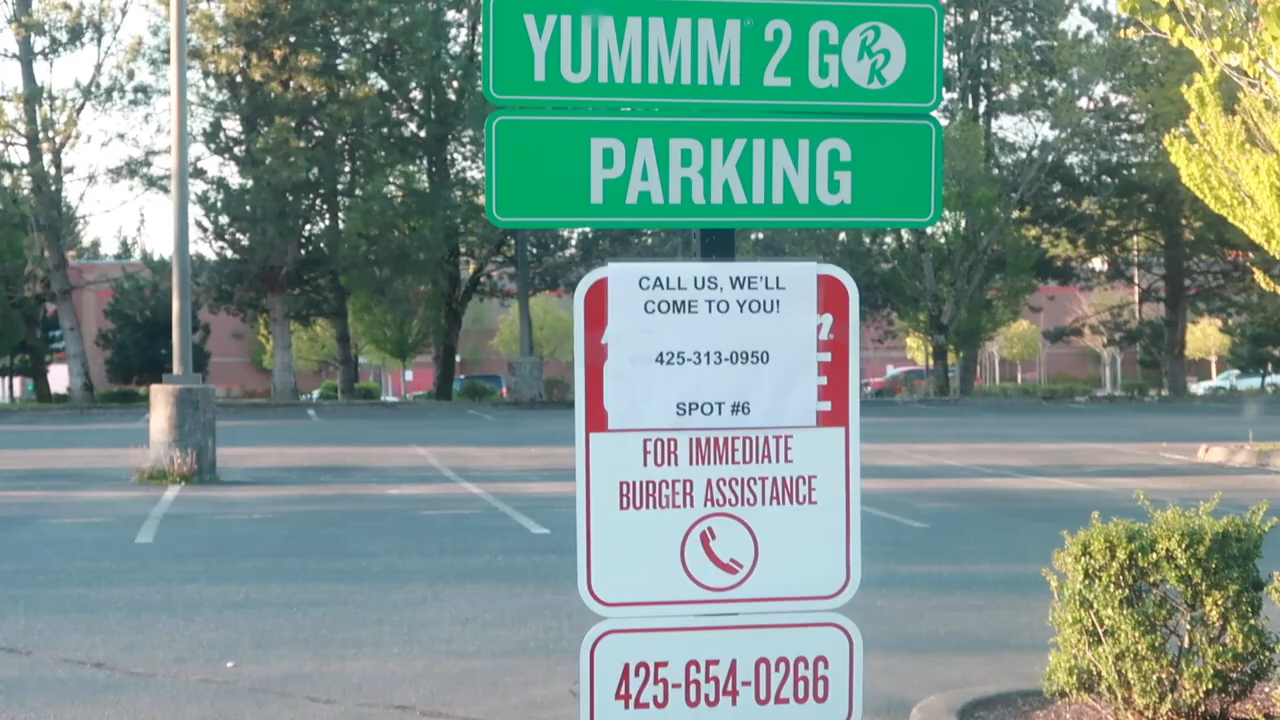 YUMMM® 2 GO
RR
PARKING
CALL US, WE'LL
COME TO YOU!
425-313-0950
SPOT #6
FOR IMMEDIATE
BURGER ASSISTANCE
425-654-0266